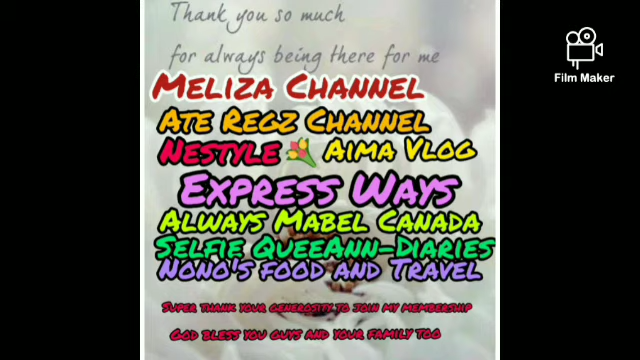 Thank you so much
for always being there for me
Meliza Channel
Ate Regz Channel
Nestyle Aima Vlog
Express Ways
Always Mabel Canada
Selfie QueeAnn-Diaries
Nono's food and Travel
Super thank your generosity to join my membership
God bless you guys and your family too
Film Maker